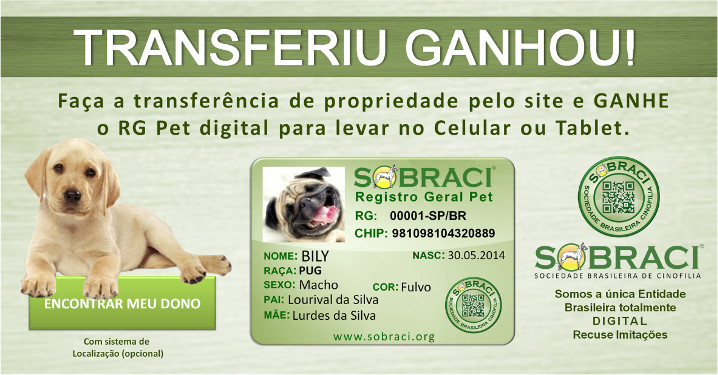 TRANSFERIU GANHOU!
Faça a transferência de propriedade pelo site e GANHE
o RG Pet digital para levar no Celular ou Tablet.
ENCONTRAR MEU DONO
Com sistema de
Localização (opcional)
SOBRACI®
Registro Geral Pet
RG: 00001-SP/BR
CHIP: 981098104320889
NOME: BILY NASC: 30.05.2014
RAÇA: PUG
SEXO: Macho COR: Fulvo
PAI: Lourival da Silva
MÃE: Lurdes da Silva
SOBRACI
SOCIEDADE BRASILEIRA CINOFILIA
www.sobraci.org
SOBRACI
SOCIEDADE BRASILEIRA CINOFILIA
SOBRACI®
SOCIEDADE BRASILEIRA DE CINOFILIA
Somos a única Entidade
Brasileira totalmente
DIGITAL
Recuse Imitações